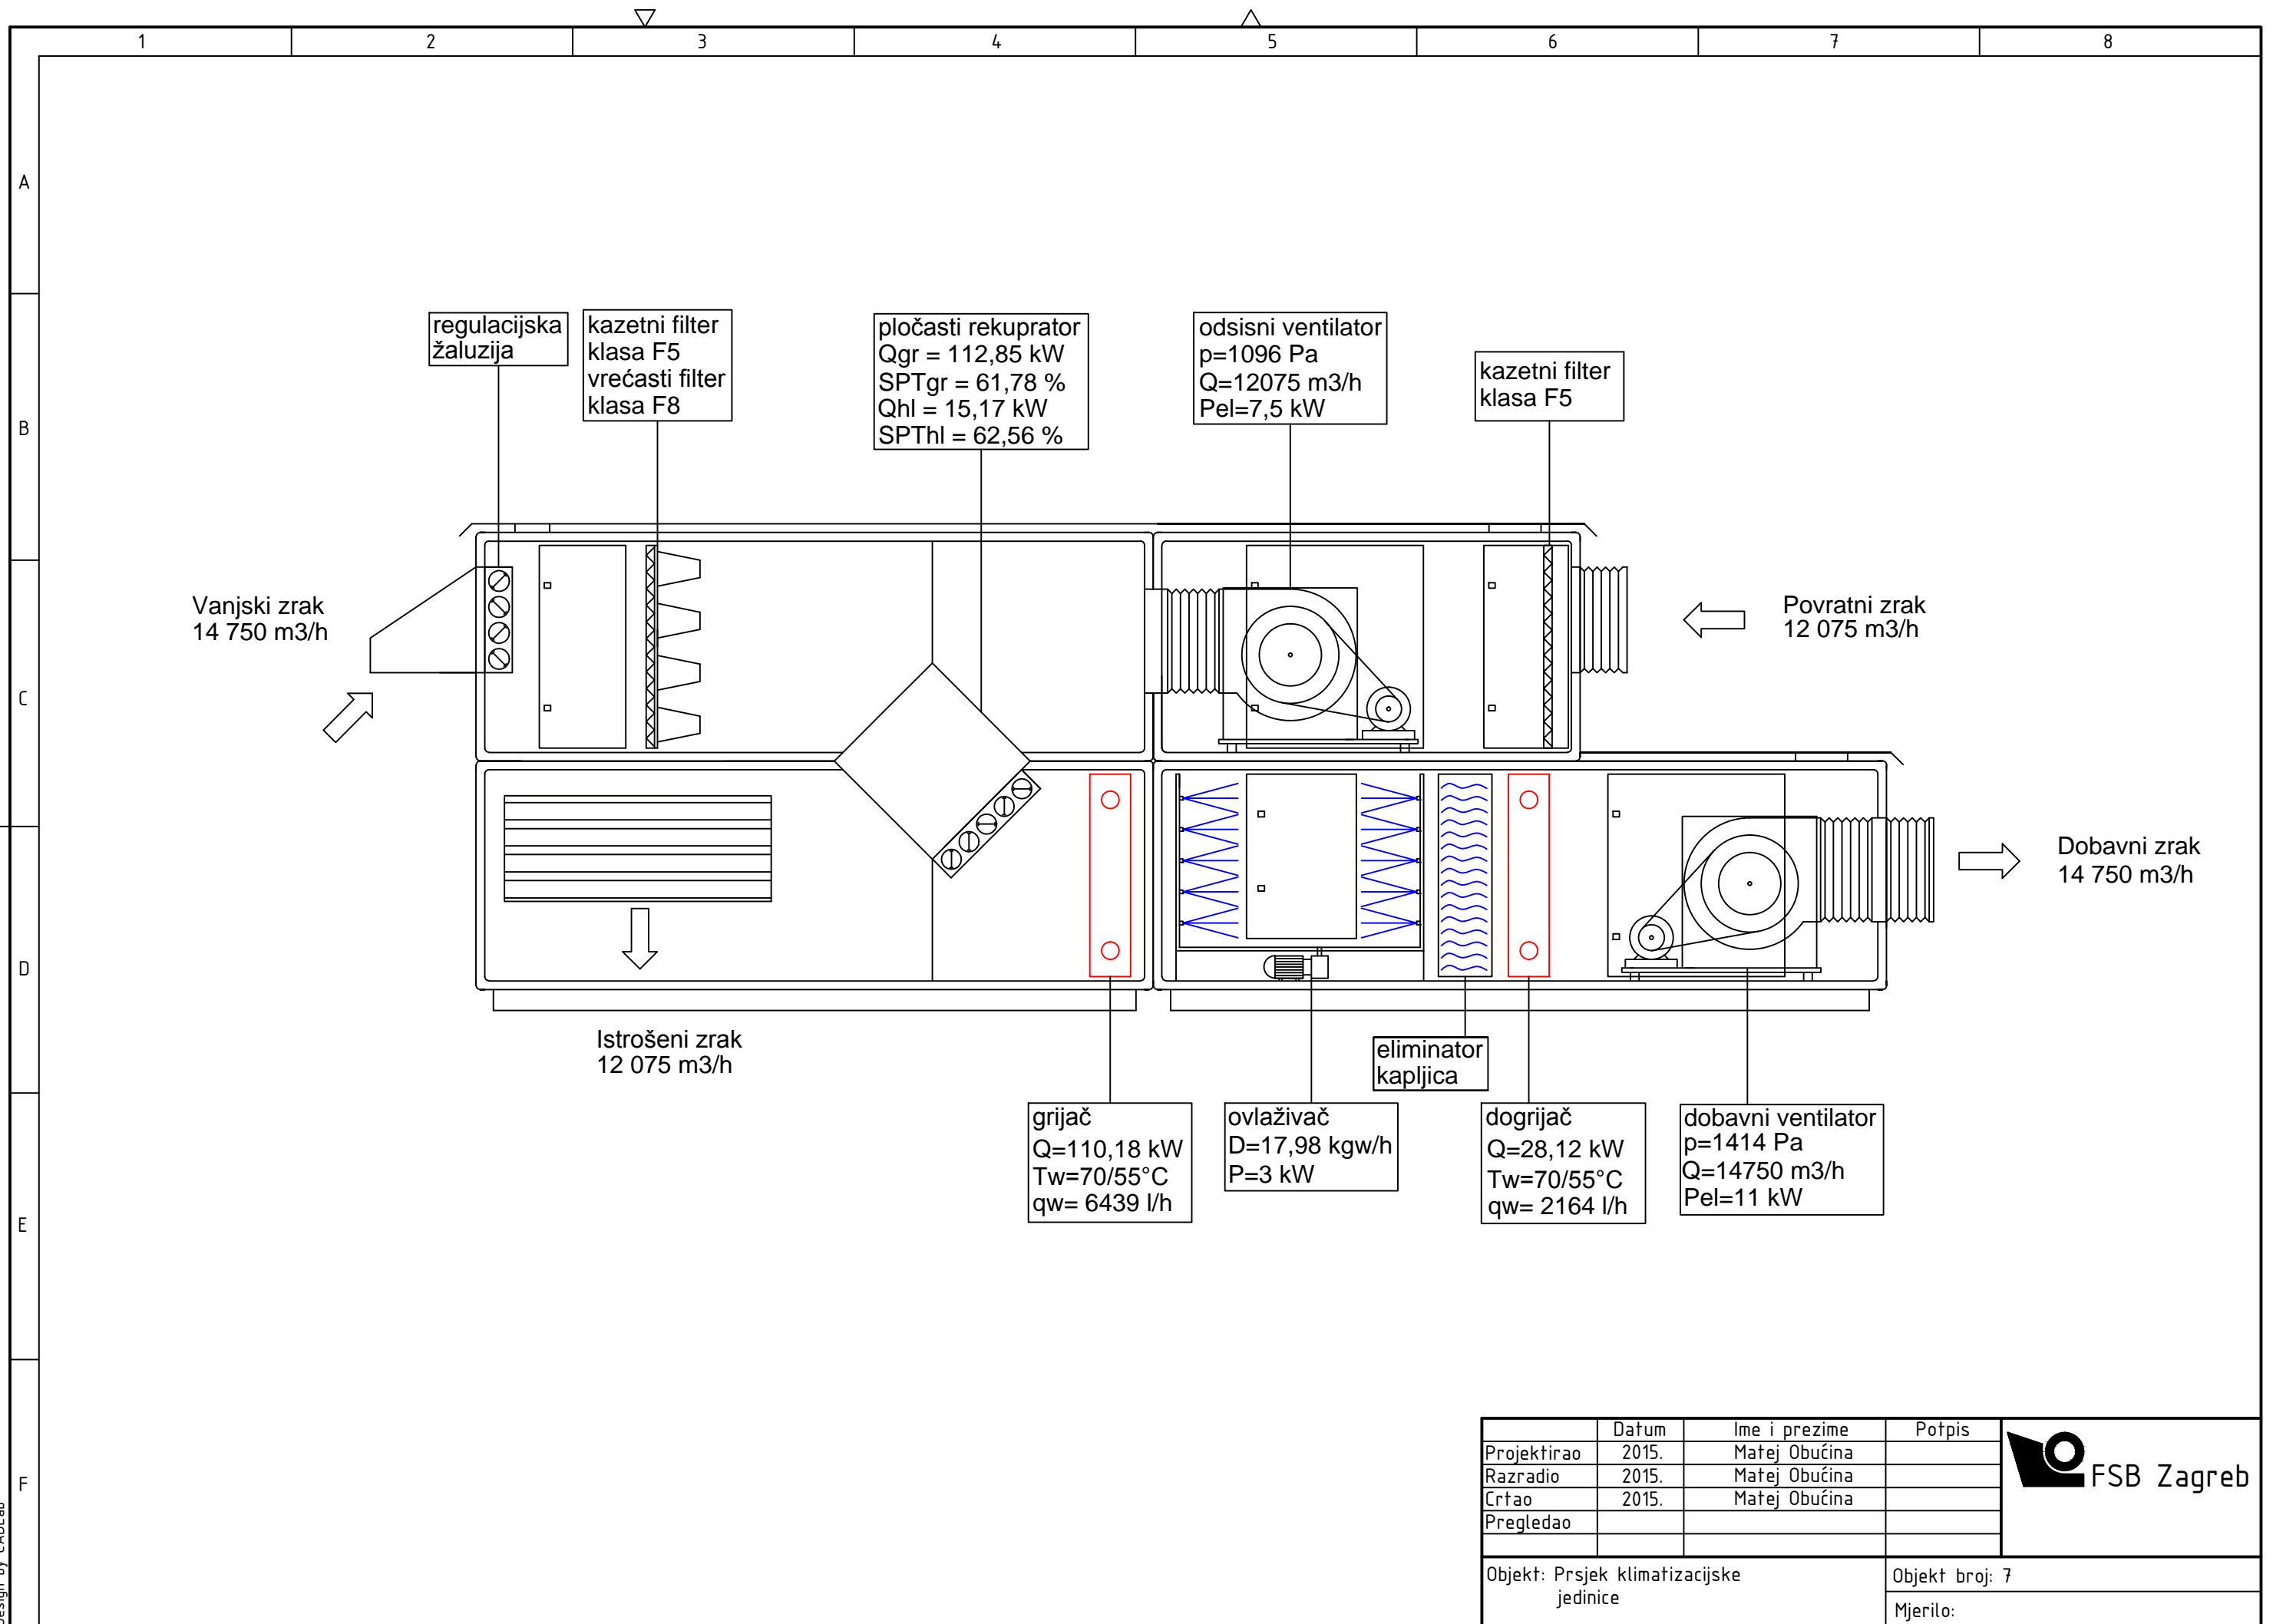 1 2 3 4 5 6 7 8
A
B
C
D
E
F
regulacijska
žaluzija
kazetni filter
klasa F5
vrećasti filter
klasa F8
pločasti rekuprator
Qgr = 112,85 kW
SPTgr = 61,78 %
Qhl = 15,17 kW
SPThl = 62,56 %
odsisni ventilator
p=1096 Pa
Q=12075 m3/h
Pel=7,5 kW
kazetni filter
klasa F5
Vanjski zrak
14 750 m3/h
Povratni zrak
12 075 m3/h
Dobavni zrak
14 750 m3/h
Istrošeni zrak
12 075 m3/h
eliminator
kapljica
grijač
Q=110,18 kW
Tw=70/55°C
qw= 6439 l/h
ovlaživač
D=17,98 kgw/h
P=3 kW
dogrijač
Q=28,12 kW
Tw=70/55°C
qw= 2164 l/h
dobavni ventilator
p=1414 Pa
Q=14750 m3/h
Pel=11 kW
Datum Ime i prezime Potpis
Projektirao 2015. Matej Obućina
Razradio 2015. Matej Obućina
Crtao 2015. Matej Obućina
Pregledao
FSB Zagreb
Objekt: Prsjek klimatizacijske
jedinice
Objekt broj: 7
Mjerilo:
Design by CADLab